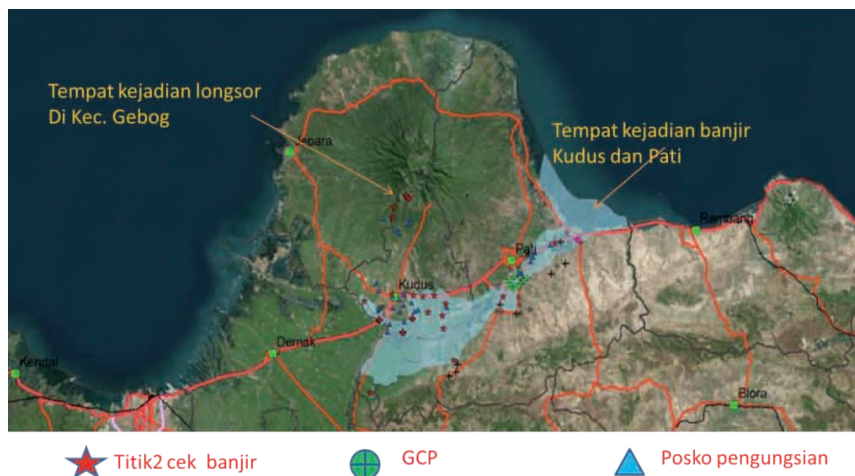 Tempat kejadian longsor
Di Kec. Gebog
Tempat kejadian banjir
Kudus dan Pati
Jepara
Rembang
Pati
Kudus
Demak
Kendal
Blora
Titik2 cek banjir
GCP
Posko pengungsian